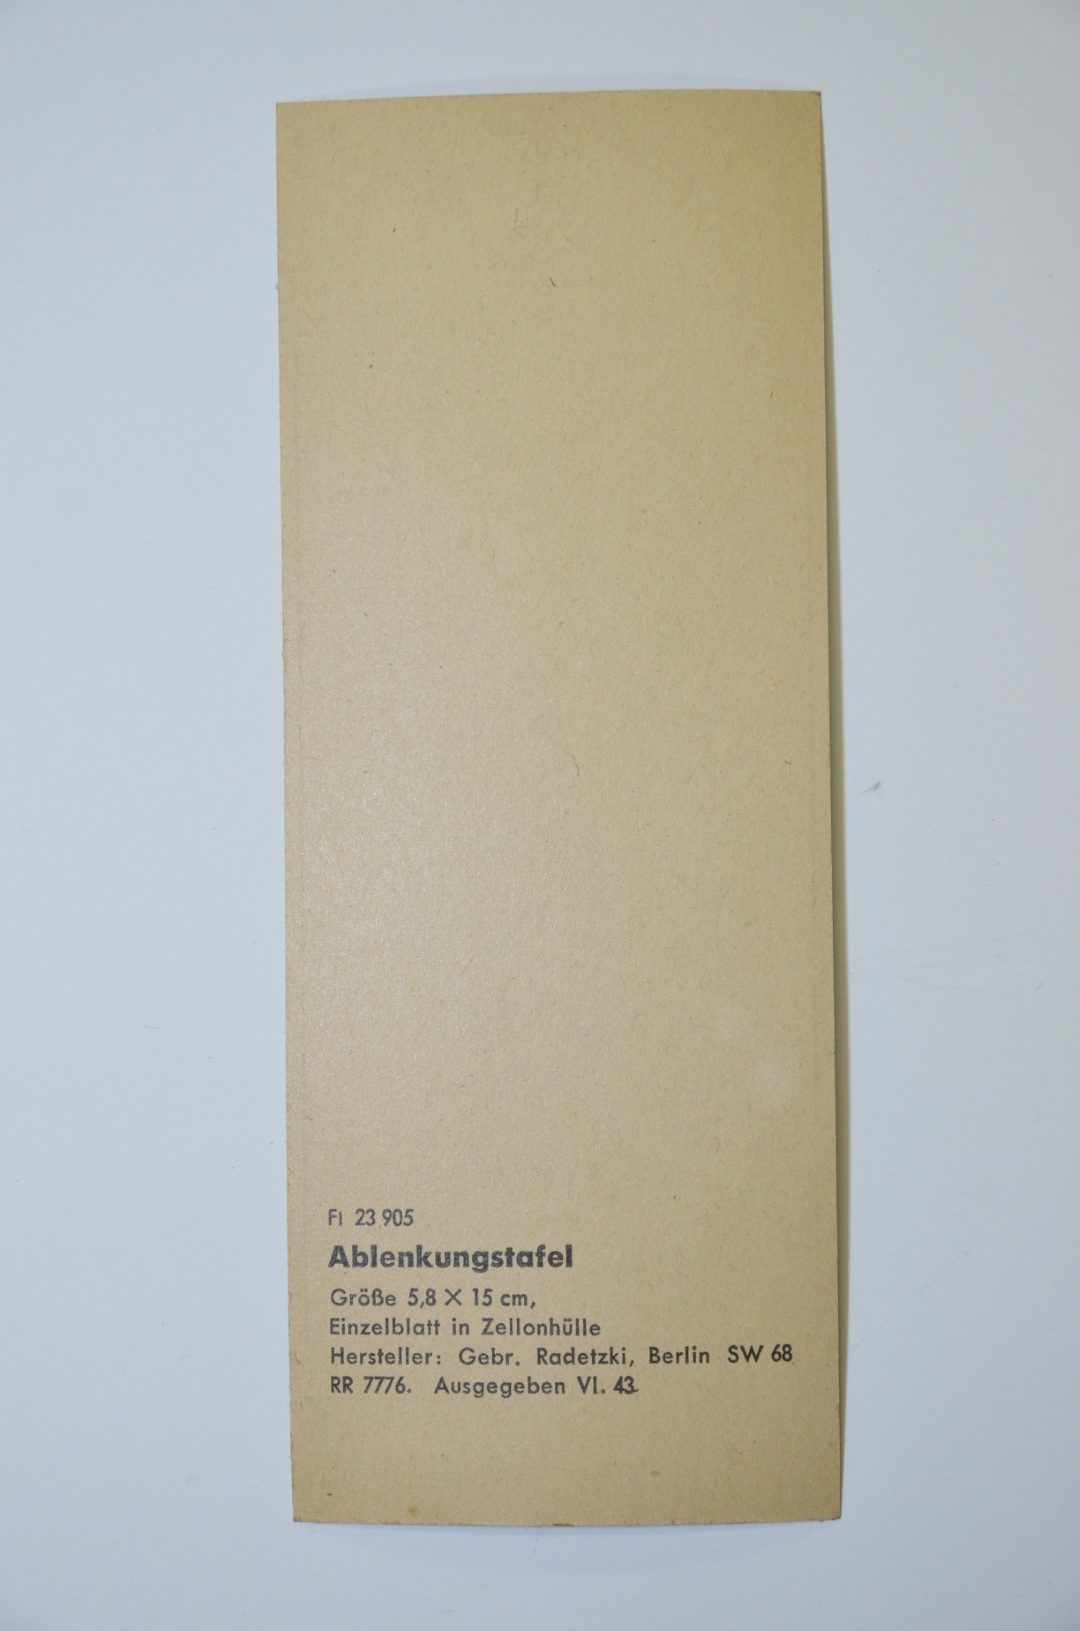 Fl 23 905
Ablenkungstafel
Größe 5,8 X 15 cm,
Einzelblatt in Zellonhülle
Hersteller: Gebr. Radetzki, Berlin SW 68
RR 7776. Ausgegeben VI. 43.